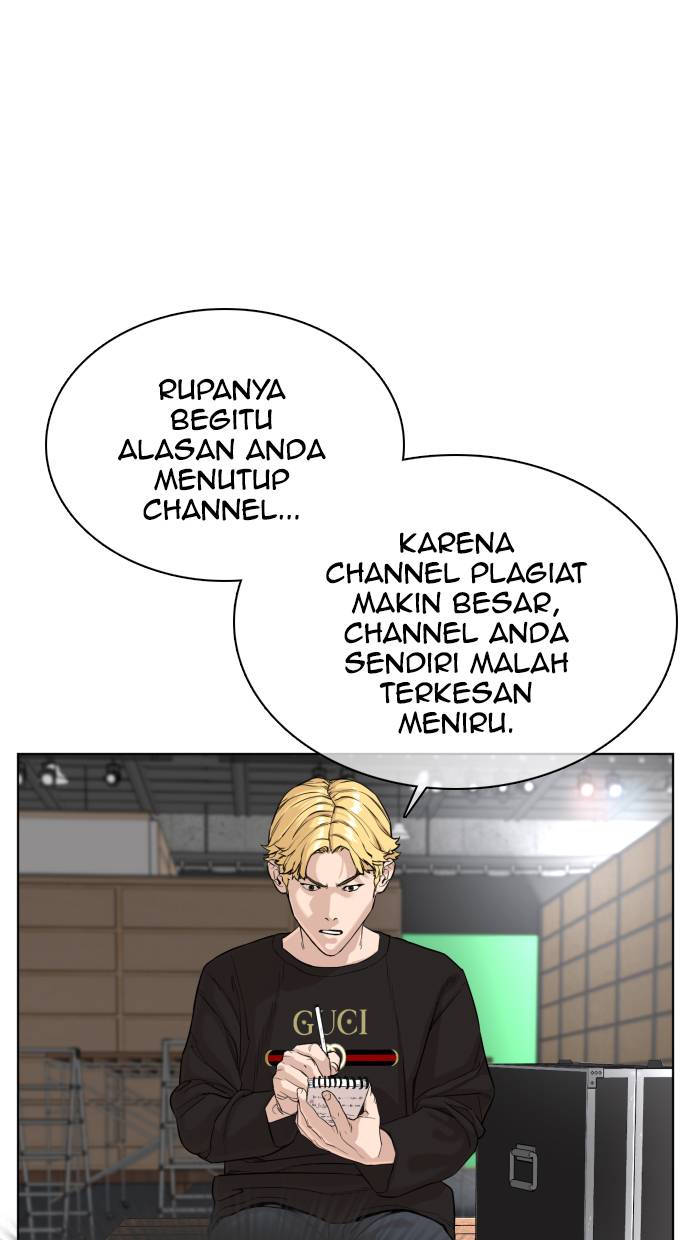 RUPANYA
BEGITU
ALASAN ANDA
MENUTUP
CHANNEL...
KARENA
CHANNEL PLAGIAT
MAKIN BESAR,
CHANNEL ANDA
SENDIRI MALAH
TERKESAN
MENIRU.
GUCI